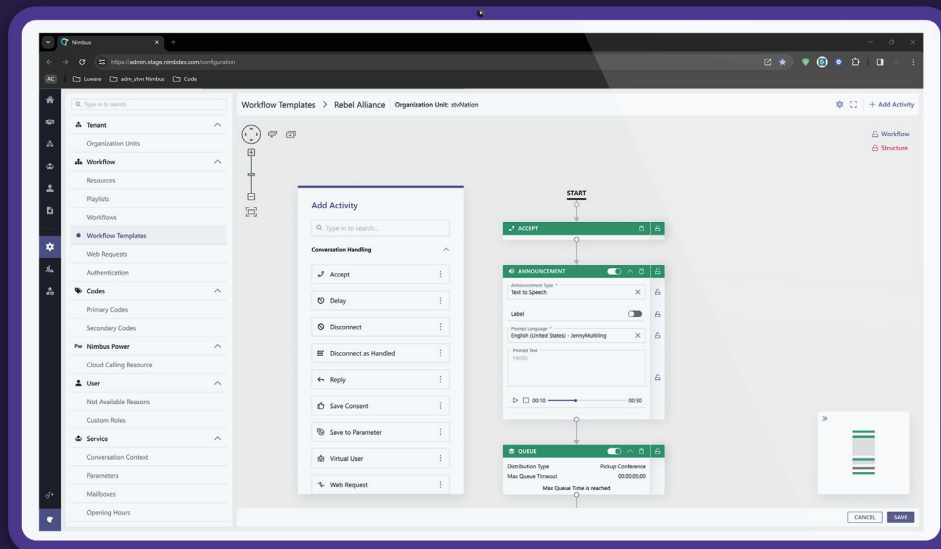 Nimbus
https://admin.stage.nimbdev.com/configuration
AC
Luware
adm_stvn Nimbus
Code
Type in to search...
Tenant
Organization Units
Workflow
Resources
Playlists
Workflows
Workflow Templates
Web Requests
Authentication
Codes
Primary Codes
Secondary Codes
Pwr Nimbus Power
Cloud Calling Resource
User
Not Available Reasons
Custom Roles
Service
Conversation Context
Parameters
Mailboxes
Opening Hours
Workflow Templates > Rebel Alliance
Organization Unit: stvNation
+ Add Activity
Workflow
Structure
Add Activity
Type in to search...
Conversation Handling
Accept
Delay
Disconnect
Disconnect as Handled
Reply
Save Consent
Save to Parameter
Virtual User
Web Request
START
ACCEPT
ANNOUNCEMENT
Announcement Type *
Text to Speech
Label
Prompt Language *
English (United States) - JennyMultiling
Prompt Text
Hello
00:10
00:30
QUEUE
Distribution Type Pickup Conference
Max Queue Timeout 00:00:05:00
Max Queue Time is reached
CANCEL
SAVE